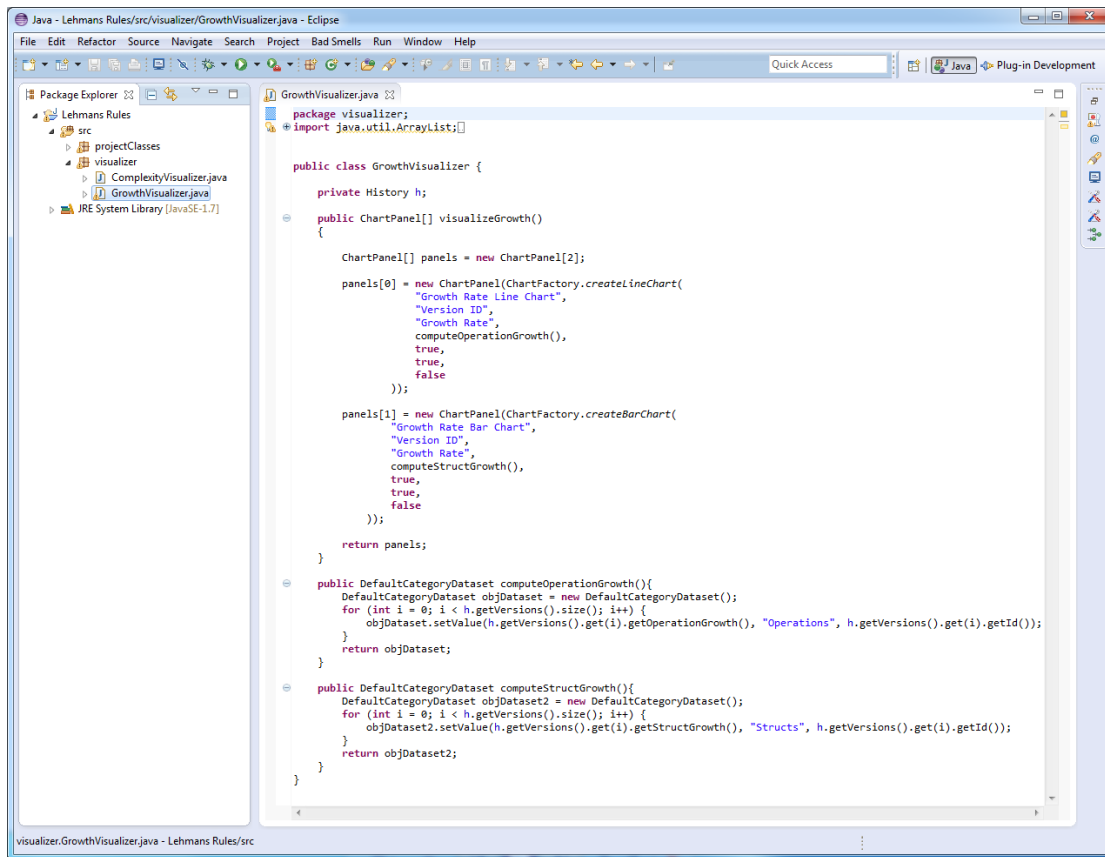 Java - Lehmans Rules/src/visualizer/GrowthVisualizer.java - Eclipse
File Edit Refactor Source Navigate Search Project Bad Smells Run Window Help
Quick Access
Java
Plug-in Development
Package Explorer
Lehmans Rules
src
projectClasses
visualizer
ComplexityVisualizer.java
GrowthVisualizer.java
JRE System Library [JavaSE-1.7]
GrowthVisualizer.java
package visualizer;
import java.util.ArrayList;
public class GrowthVisualizer {
private History h;
public ChartPanel[] visualizeGrowth()
{
ChartPanel[] panels = new ChartPanel[2];
panels[0] = new ChartPanel(ChartFactory.createLineChart(
"Growth Rate Line Chart",
"Version ID",
"Growth Rate",
computeOperationGrowth(),
true,
true,
false
));
panels[1] = new ChartPanel(ChartFactory.createBarChart(
"Growth Rate Bar Chart",
"Version ID",
"Growth Rate",
computeStructGrowth(),
true,
true,
false
));
return panels;
}
public DefaultCategoryDataset computeOperationGrowth(){
DefaultCategoryDataset objDataset = new DefaultCategoryDataset();
for (int i = 0; i < h.getVersions().size(); i++) {
objDataset.setValue(h.getVersions().get(i).getOperationGrowth(), "Operations", h.getVersions().get(i).getId());
}
return objDataset;
}
public DefaultCategoryDataset computeStructGrowth(){
DefaultCategoryDataset objDataset2 = new DefaultCategoryDataset();
for (int i = 0; i < h.getVersions().size(); i++) {
objDataset2.setValue(h.getVersions().get(i).getStructGrowth(), "Structs", h.getVersions().get(i).getId());
}
return objDataset2;
}
}
visualizer.GrowthVisualizer.java - Lehmans Rules/src